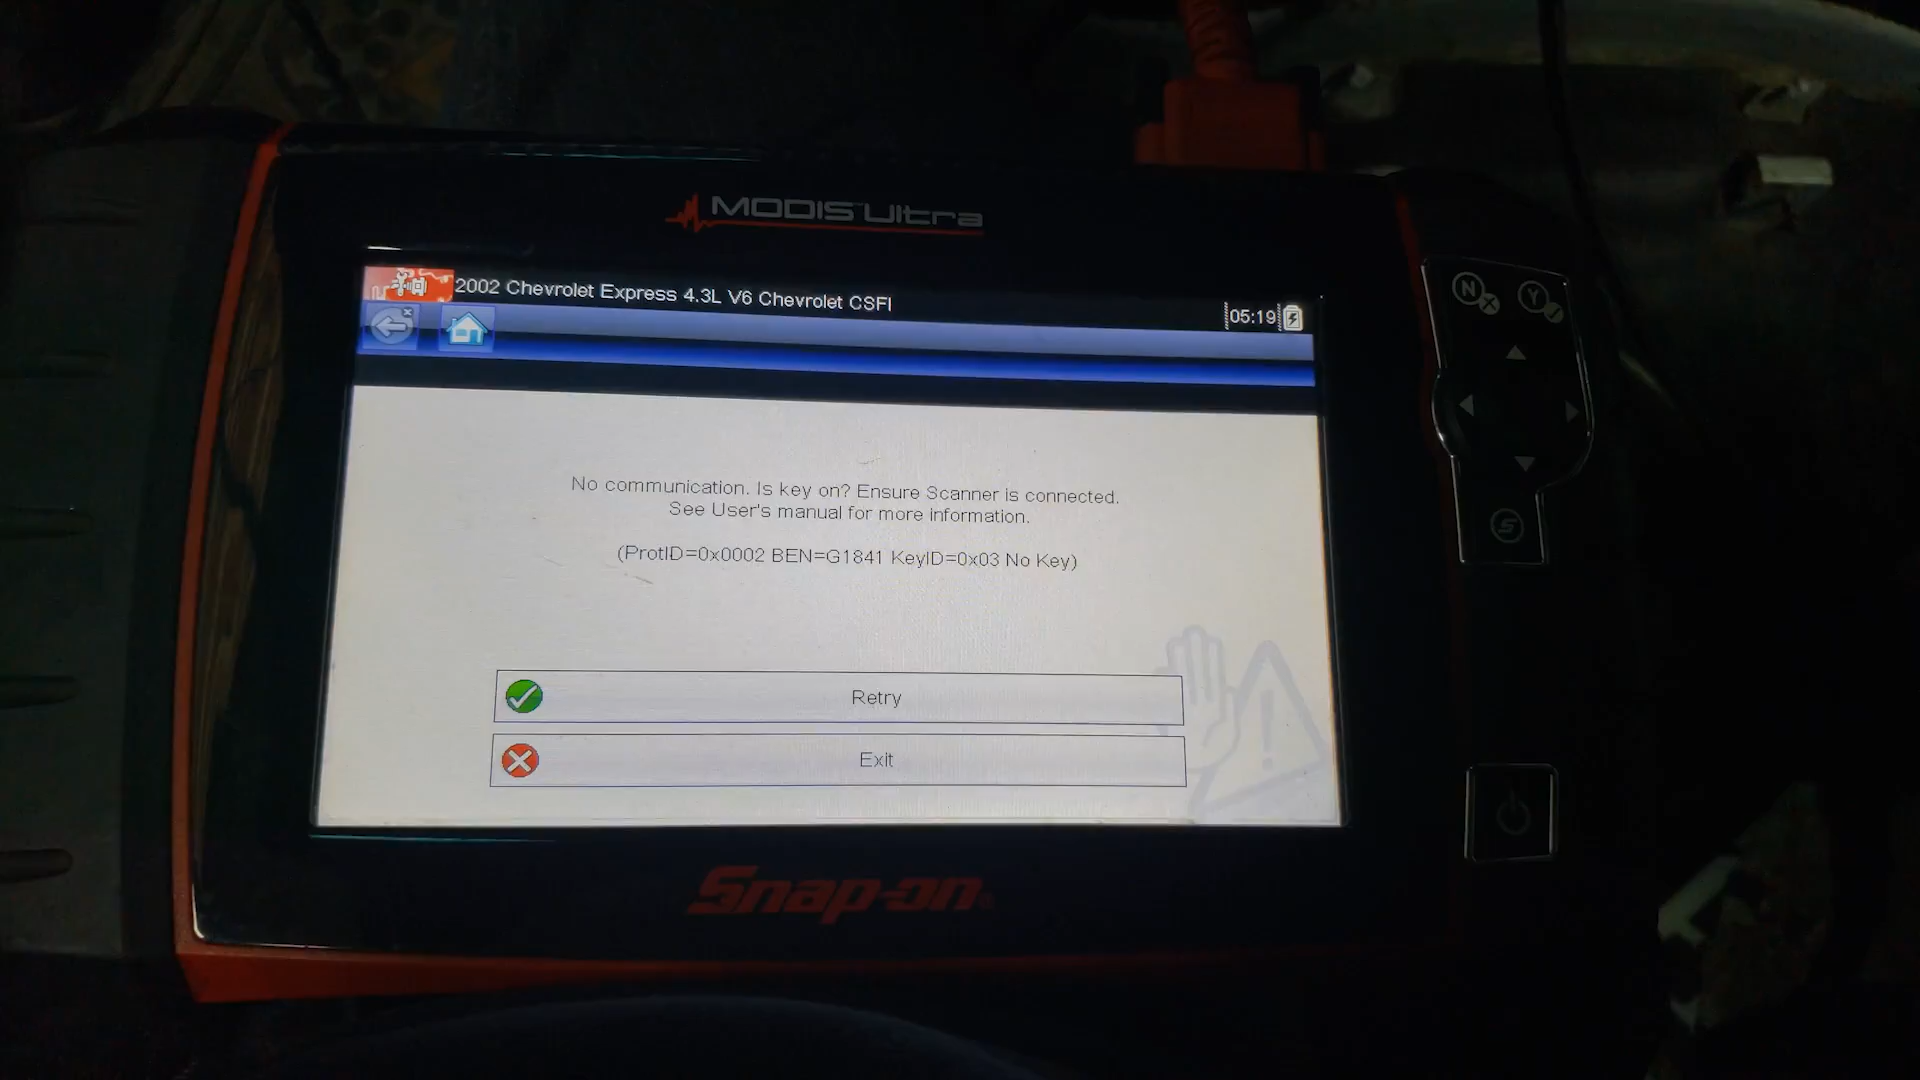 MODIS Ultra
2002 Chevrolet Express 4.3L V6 Chevrolet CSFI
05:19
N X Y
No communication. Is key on? Ensure Scanner is connected.
See User's manual for more information.
(ProtID=0x0002 BEN=G1841 KeyID=0x03 No Key)
S
Retry
Exit
Snap-on